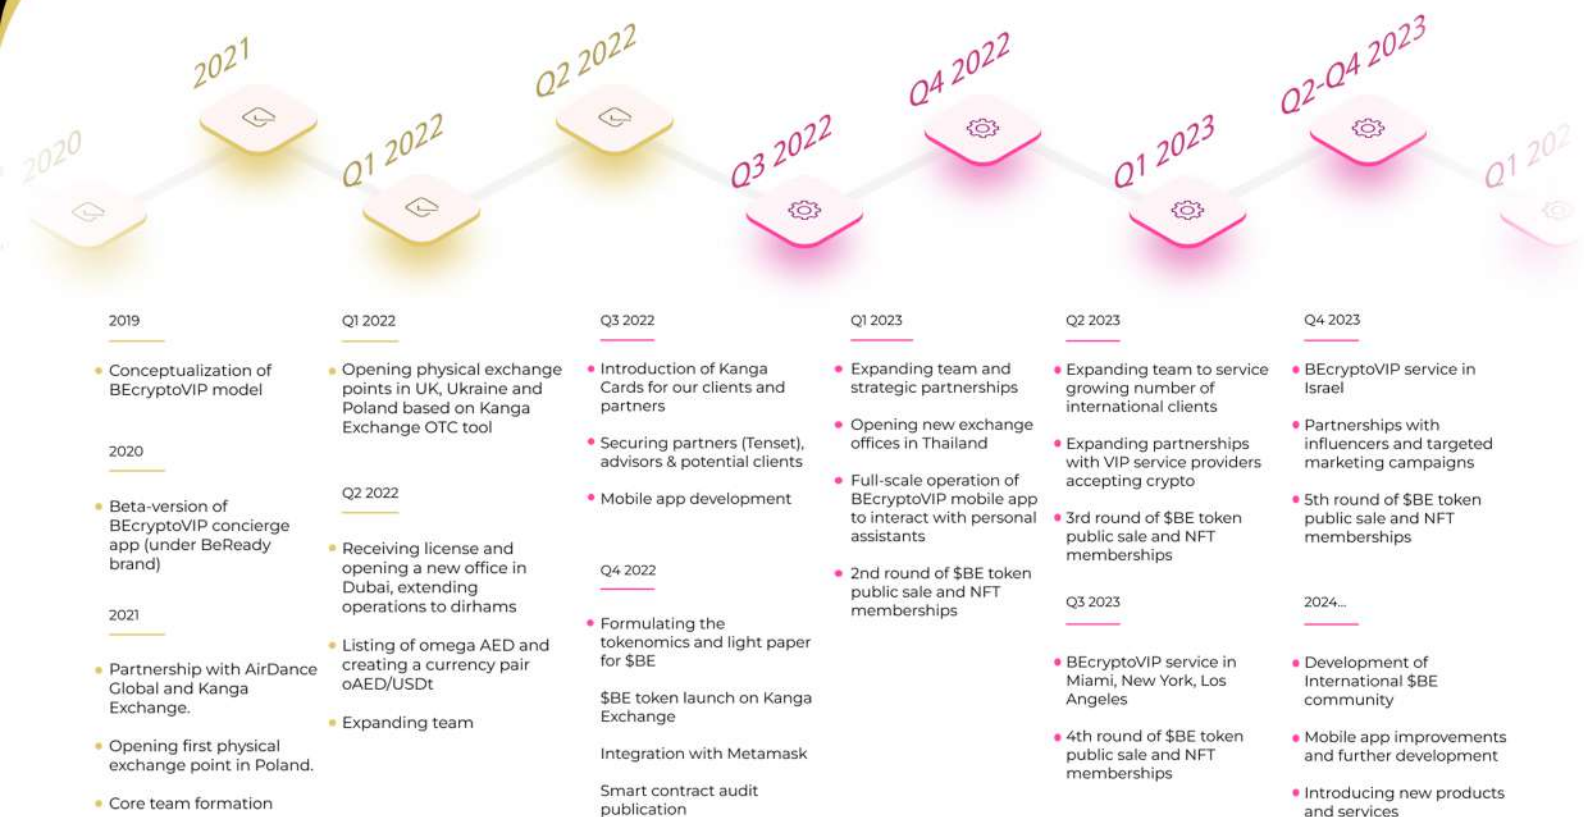 2020
2021
Q1 2022
Q2 2022
Q3 2022
Q4 2022
Q1 2023
Q2-Q4 2023
Q1 202
2019
Conceptualization of
BEcryptoVIP model
2020
Beta-version of
BEcryptoVIP concierge
app (under BeReady
brand)
2021
Partnership with AirDance
Global and Kanga
Exchange.
Opening first physical
exchange point in Poland.
Core team formation
Q1 2022
Opening physical exchange
points in UK, Ukraine and
Poland based on Kanga
Exchange OTC tool
Q2 2022
Receiving license and
opening a new office in
Dubai, extending
operations to dirhams
Listing of omega AED and
creating a currency pair
oAED/USDt
Expanding team
Q3 2022
Introduction of Kanga
Cards for our clients and
partners
Securing partners (Tenset),
advisors & potential clients
Mobile app development
Q4 2022
Formulating the
tokenomics and light paper
for $BE
$BE token launch on Kanga
Exchange
Integration with Metamask
Smart contract audit
publication
Q1 2023
Expanding team and
strategic partnerships
Opening new exchange
offices in Thailand
Full-scale operation of
BEcryptoVIP mobile app
to interact with personal
assistants
2nd round of $BE token
public sale and NFT
memberships
Q2 2023
Expanding team to service
growing number of
international clients
Expanding partnerships
with VIP service providers
accepting crypto
3rd round of $BE token
public sale and NFT
memberships
Q3 2023
BEcryptoVIP service in
Miami, New York, Los
Angeles
4th round of $BE token
public sale and NFT
memberships
Q4 2023
BEcryptoVIP service in
Israel
Partnerships with
influencers and targeted
marketing campaigns
5th round of $BE token
public sale and NFT
memberships
2024...
Development of
International $BE
community
Mobile app improvements
and further development
Introducing new products
and services